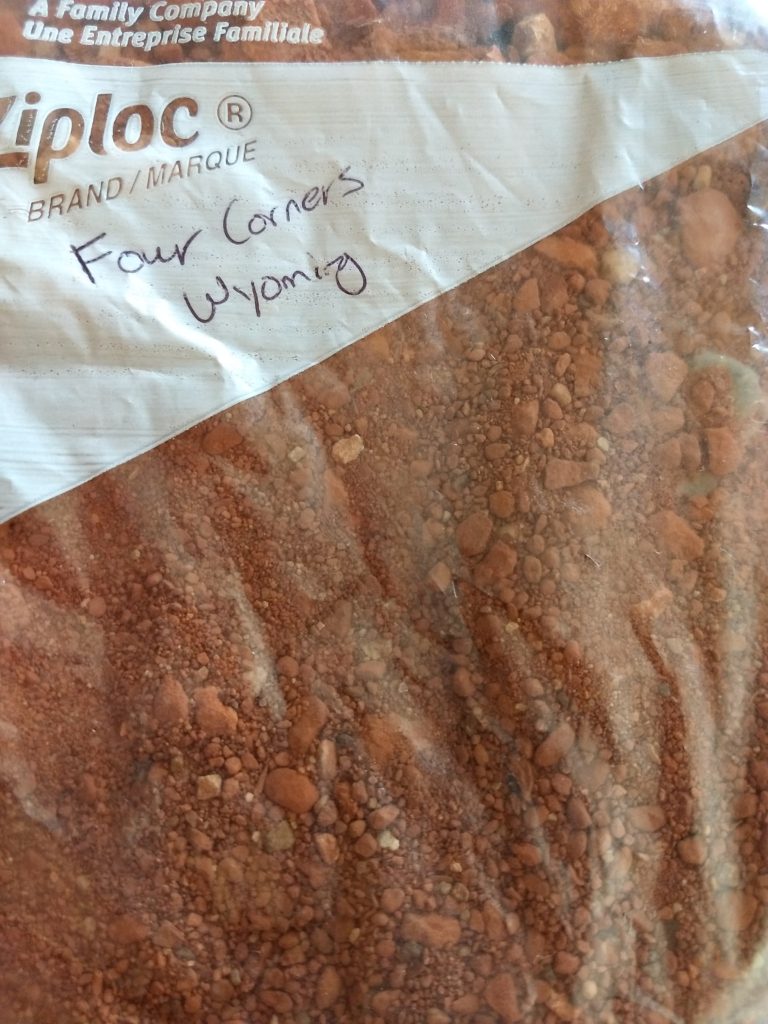 A Family Company
Une Entreprise Familiale
Ziploc ®
BRAND / MARQUE
Four Corners
Wyoming